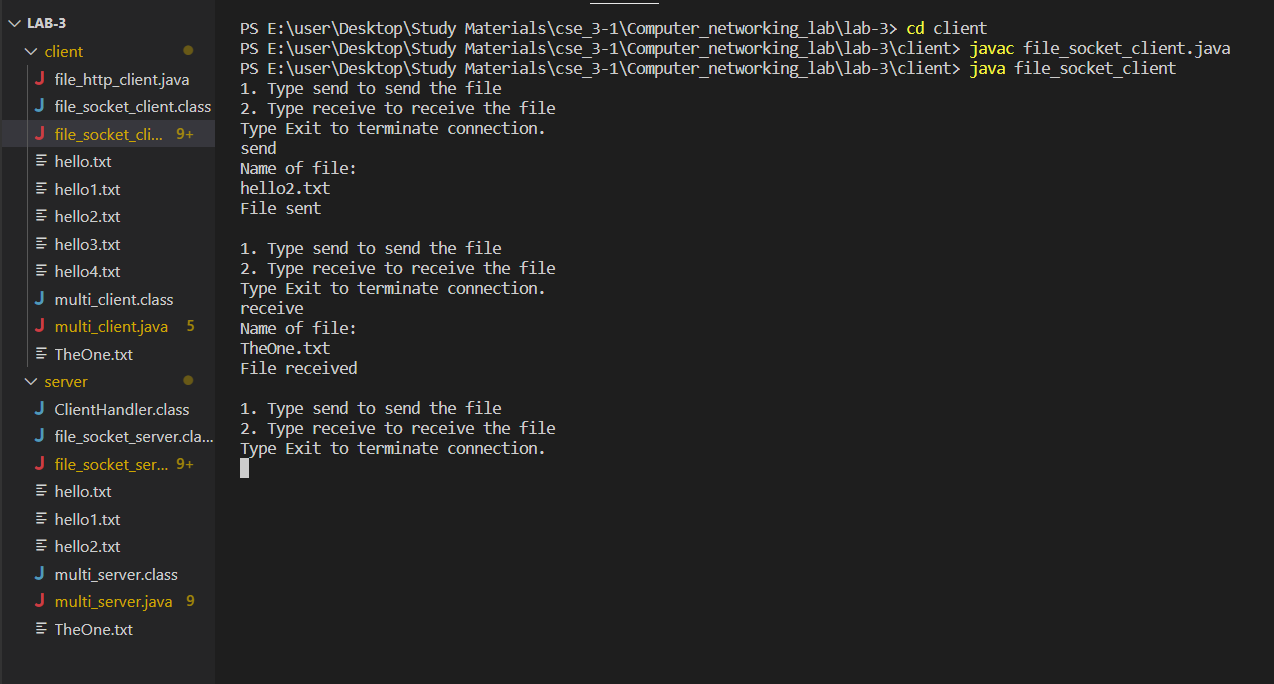 LAB-3
client
file_http_client.java
file_socket_client.class
file_socket_cli... 9+
hello.txt
hello1.txt
hello2.txt
hello3.txt
hello4.txt
multi_client.class
multi_client.java 5
TheOne.txt
server
ClientHandler.class
file_socket_server.cla...
file_socket_ser... 9+
hello.txt
hello1.txt
hello2.txt
multi_server.class
multi_server.java 9
TheOne.txt
PS E:\user\Desktop\Study Materials\cse_3-1\Computer_networking_lab\lab-3> cd client
PS E:\user\Desktop\Study Materials\cse_3-1\Computer_networking_lab\lab-3\client> javac file_socket_client.java
PS E:\user\Desktop\Study Materials\cse_3-1\Computer_networking_lab\lab-3\client> java file_socket_client
1. Type send to send the file
2. Type receive to receive the file
Type Exit to terminate connection.
send
Name of file:
hello2.txt
File sent
1. Type send to send the file
2. Type receive to receive the file
Type Exit to terminate connection.
receive
Name of file:
TheOne.txt
File received
1. Type send to send the file
2. Type receive to receive the file
Type Exit to terminate connection.